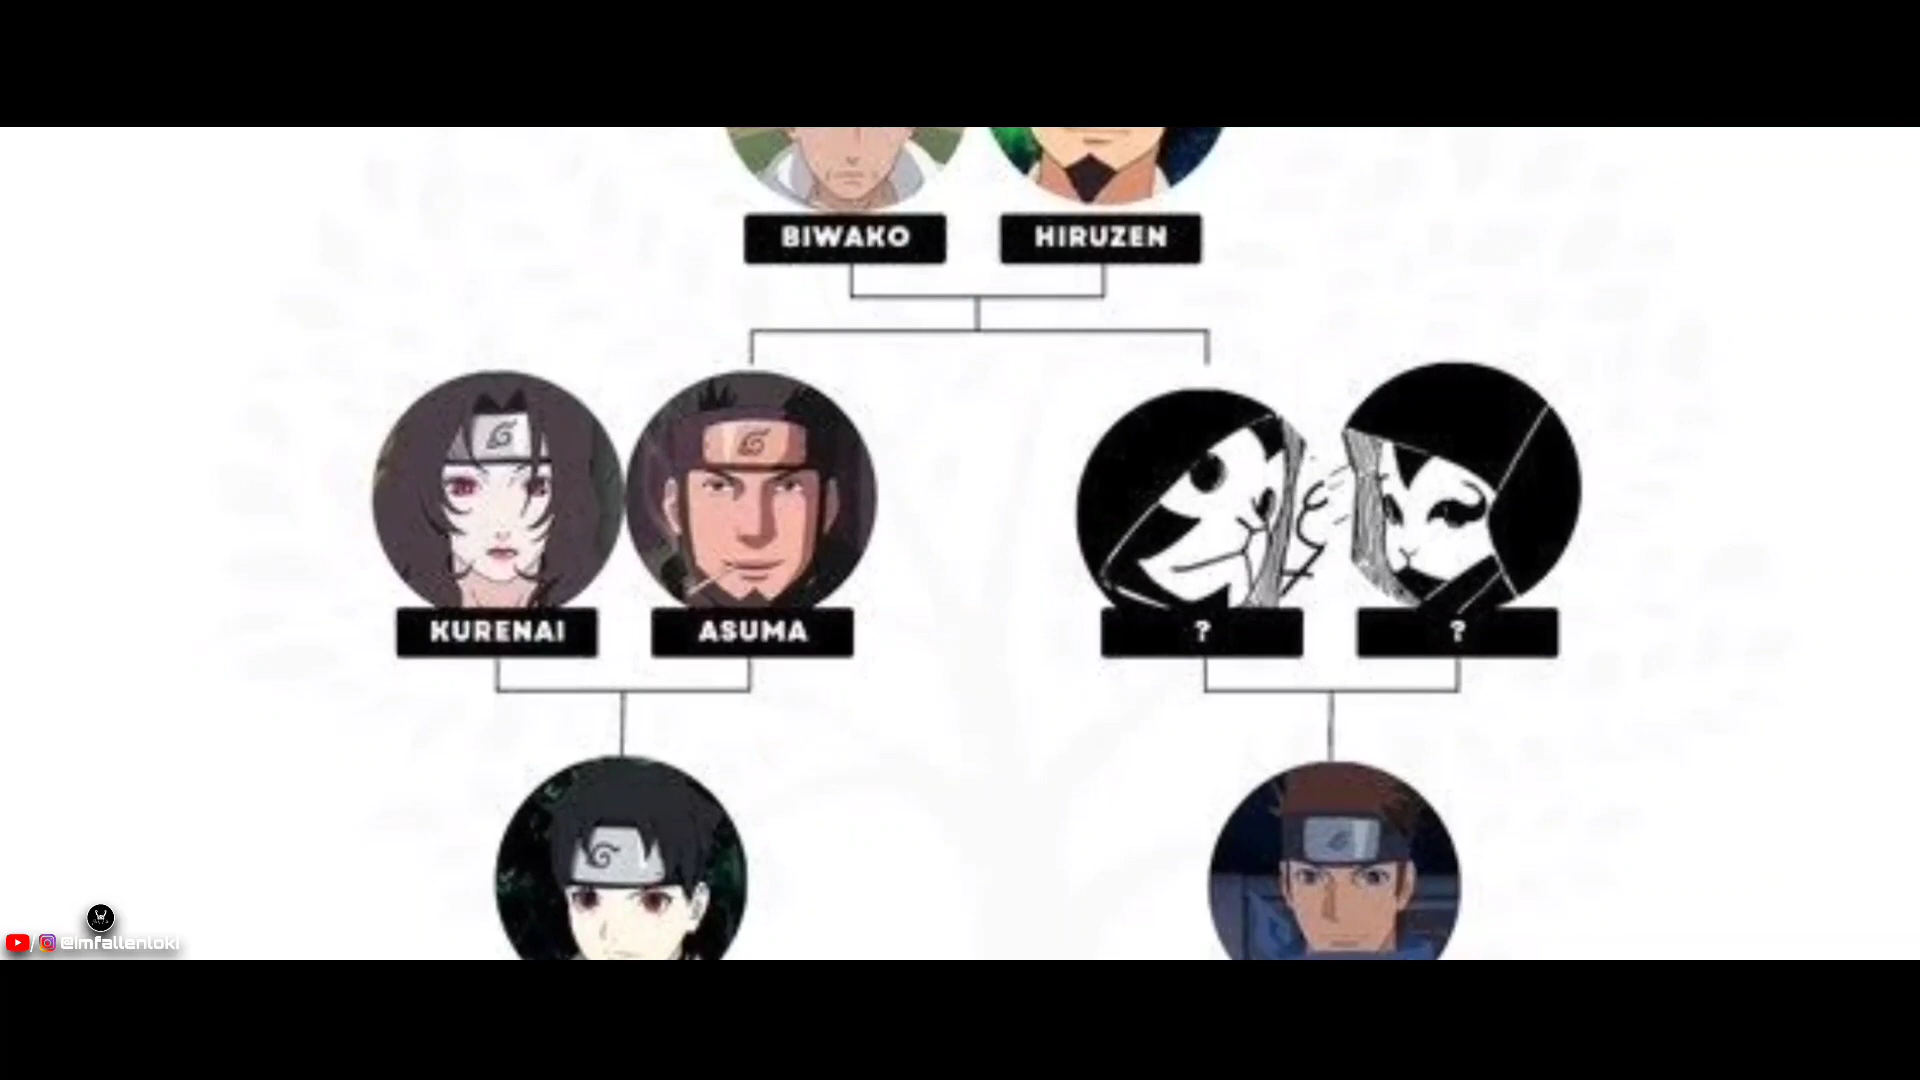 BIWAKO
HIRUZEN
KURENAI
ASUMA
?
?
/ @imfallenloki